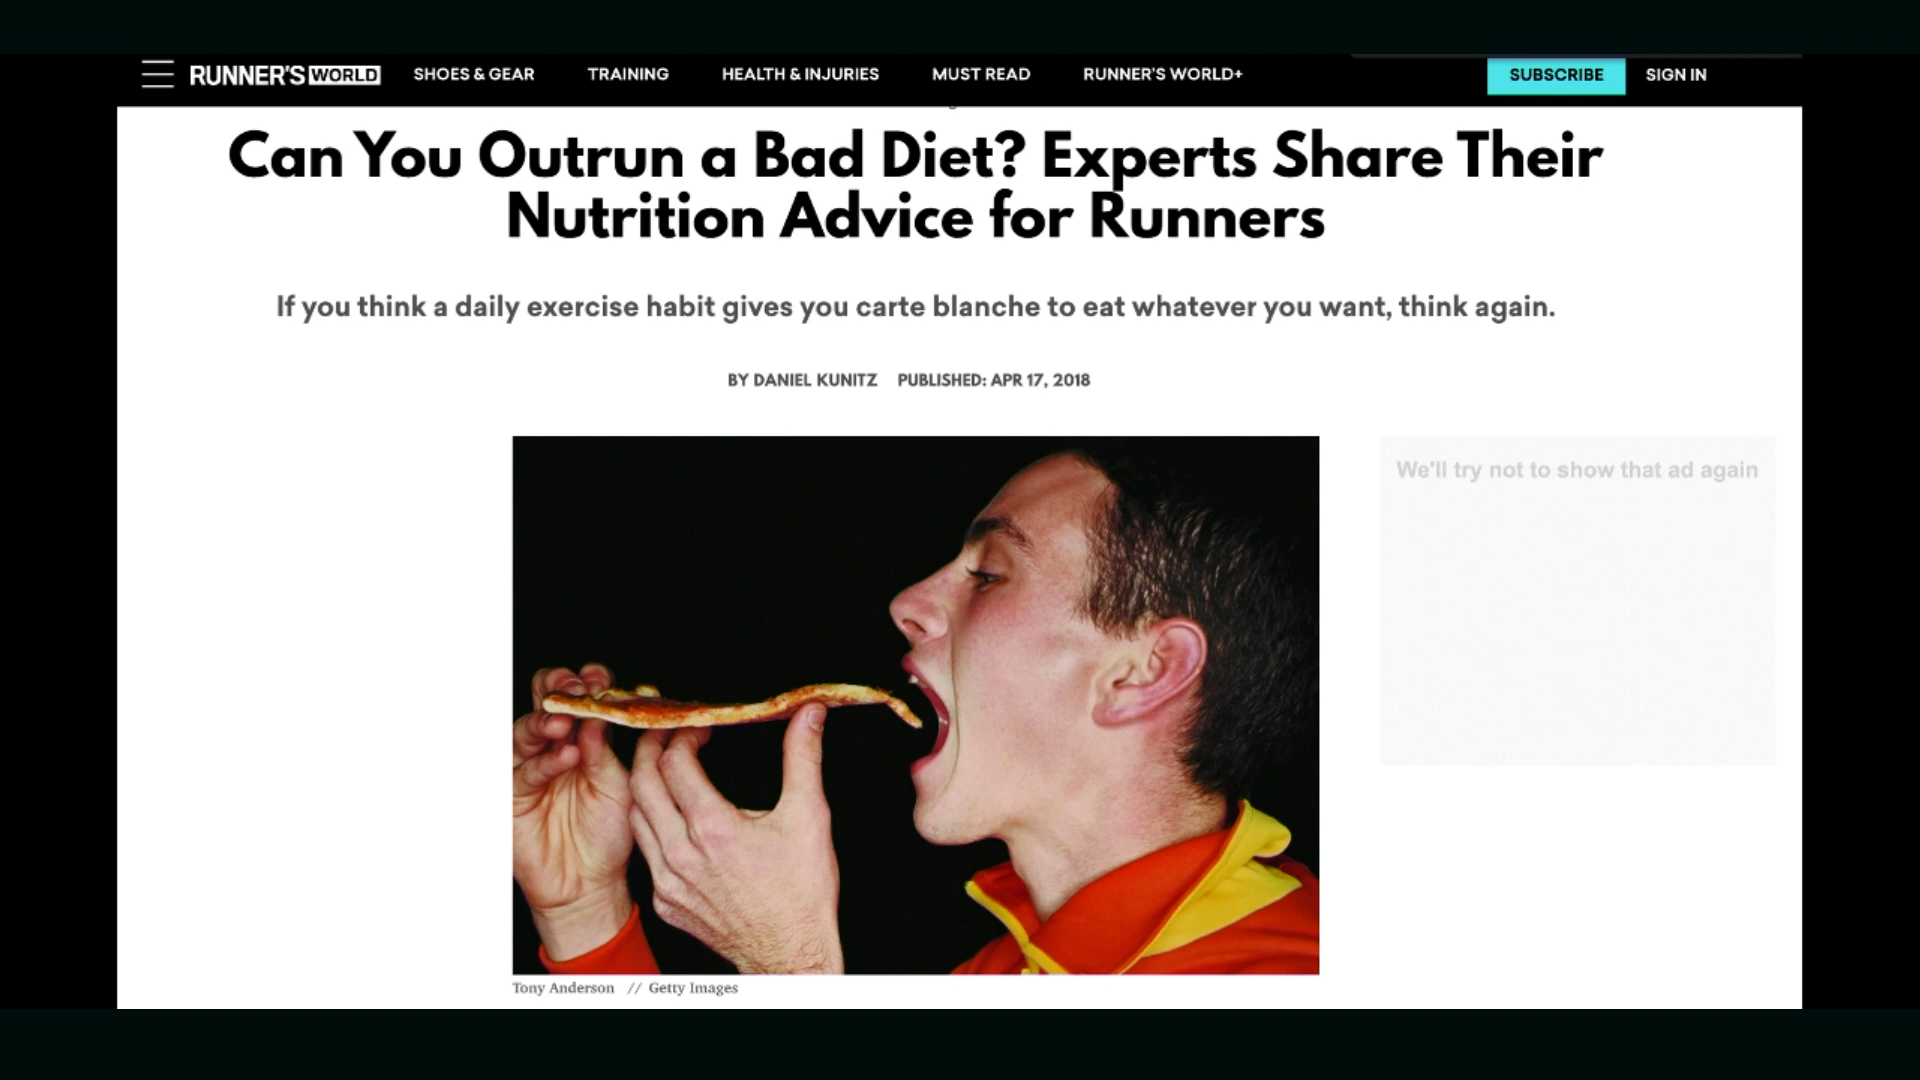 RUNNER'S WORLD SHOES & GEAR TRAINING HEALTH & INJURIES MUST READ RUNNER'S WORLD+ SUBSCRIBE SIGN IN
Can You Outrun a Bad Diet? Experts Share Their
Nutrition Advice for Runners
If you think a daily exercise habit gives you carte blanche to eat whatever you want, think again.
BY DANIEL KUNITZ PUBLISHED: APR 17, 2018
We'll try not to show that ad again
Tony Anderson // Getty Images